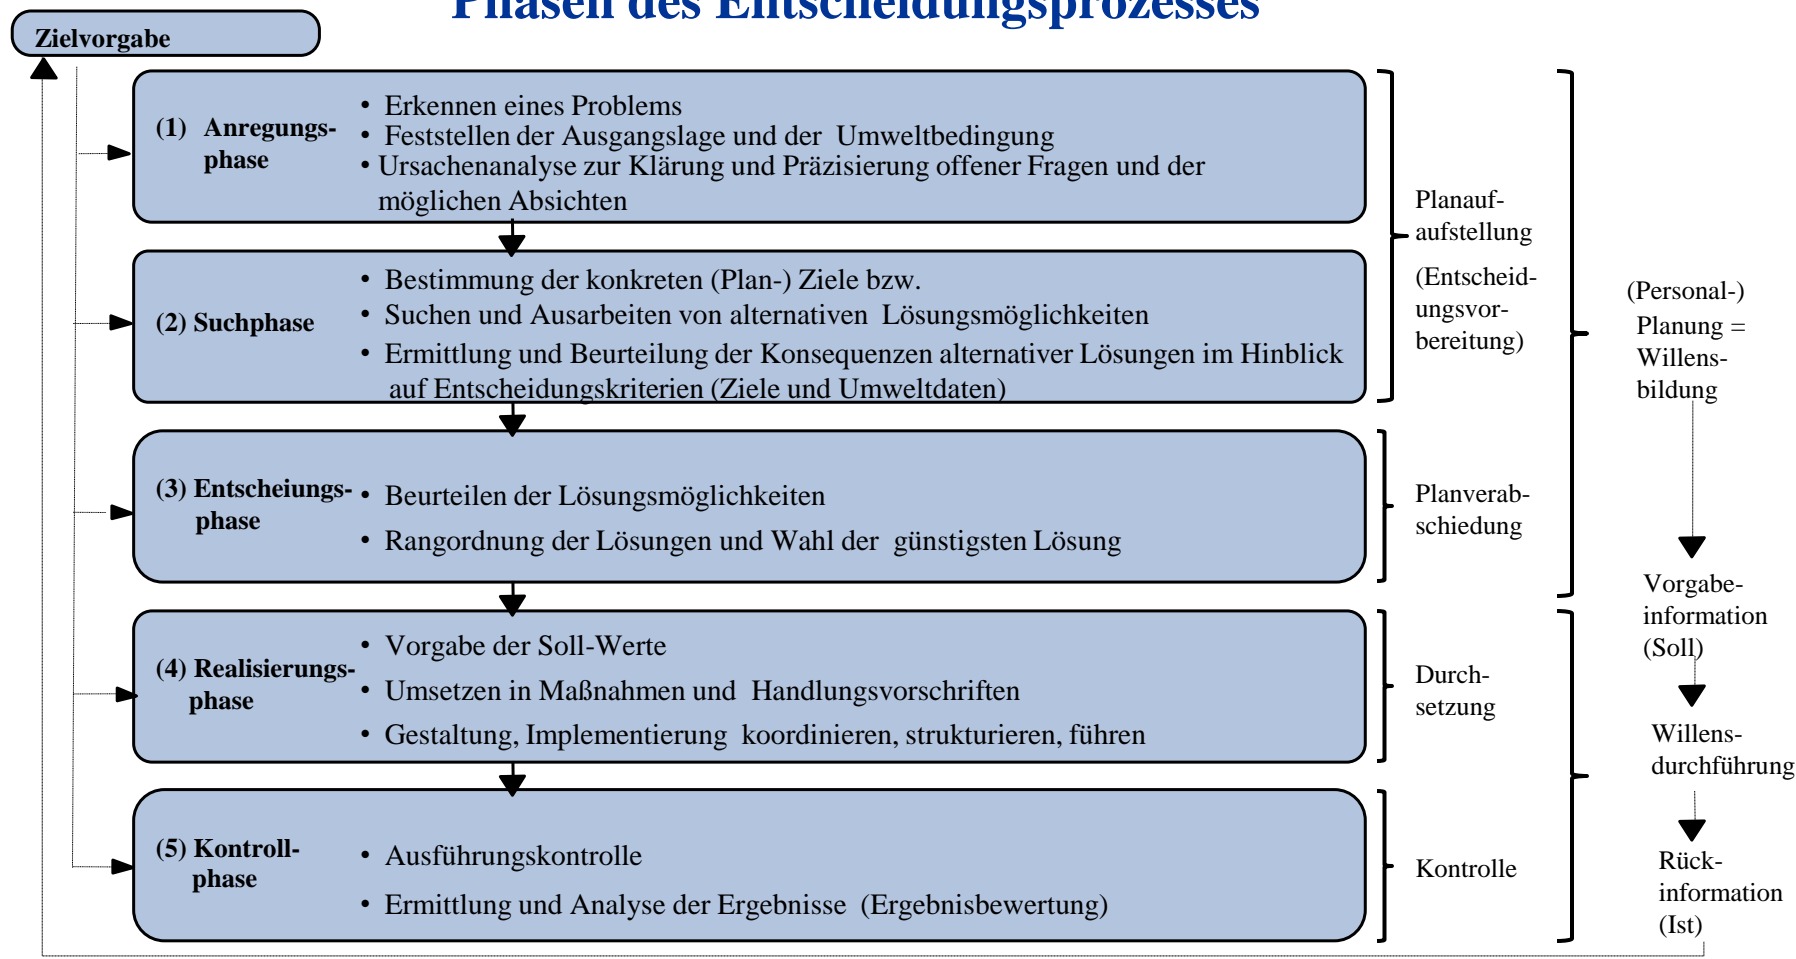 Phasen des Entscheidungsprozesses
Zielvorgabe
(1) Anregungs-
phase
• Erkennen eines Problems
• Feststellen der Ausgangslage und der Umweltbedingung
• Ursachenanalyse zur Klärung und Präzisierung offener Fragen und der
möglichen Absichten
(2) Suchphase
• Bestimmung der konkreten (Plan-) Ziele bzw.
• Suchen und Ausarbeiten von alternativen Lösungsmöglichkeiten
• Ermittlung und Beurteilung der Konsequenzen alternativer Lösungen im Hinblick
auf Entscheidungskriterien (Ziele und Umweltdaten)
(3) Entscheiungs-
phase
• Beurteilen der Lösungsmöglichkeiten
• Rangordnung der Lösungen und Wahl der günstigsten Lösung
(4) Realisierungs-
phase
• Vorgabe der Soll-Werte
• Umsetzen in Maßnahmen und Handlungsvorschriften
• Gestaltung, Implementierung koordinieren, strukturieren, führen
(5) Kontroll-
phase
• Ausführungskontrolle
• Ermittlung und Analyse der Ergebnisse (Ergebnisbewertung)
Planauf-
aufstellung
(Entscheid-
ungsvor-
bereitung)
Planverab-
schiedung
Durch-
setzung
Kontrolle
(Personal-)
Planung =
Willens-
bildung
Vorgabe-
information
(Soll)
Willens-
durchführung
Rück-
information
(Ist)